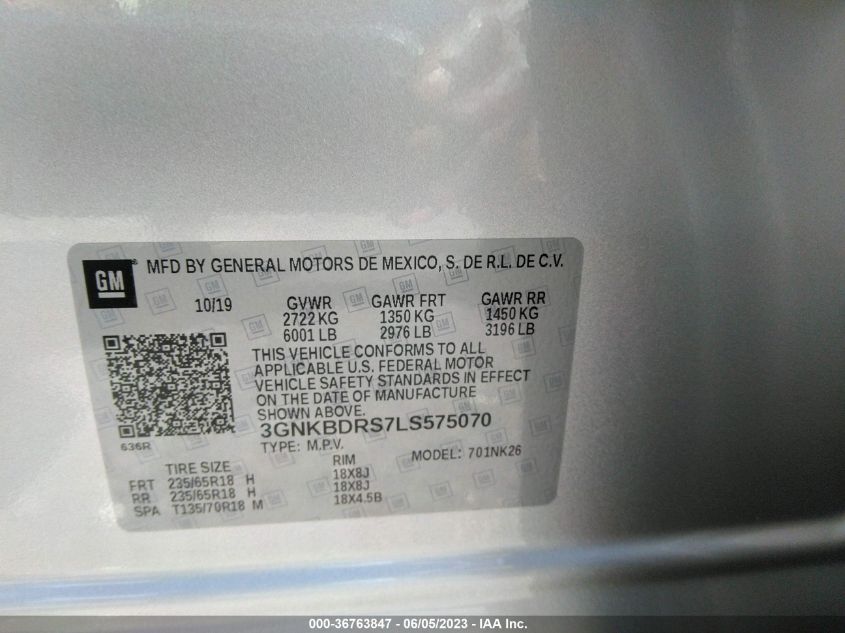 GM
MFD BY GENERAL MOTORS DE MEXICO, S. DE R.L. DE C.V.
10/19 GVWR GAWR FRT GAWR RR
2722 KG 1350 KG 1450 KG
6001 LB 2976 LB 3196 LB
THIS VEHICLE CONFORMS TO ALL
APPLICABLE U.S. FEDERAL MOTOR
VEHICLE SAFETY STANDARDS IN EFFECT
ON THE DATE OF MANUFACTURE
SHOWN ABOVE.
3GNKBDRS7LS575070
636R TYPE: M.P.V. MODEL: 701NK26
TIRE SIZE RIM
FRT 235/65R18 H 18X8J
RR 235/65R18 H 18X8J
SPA T135/70R18 M 18X4.5B
000-36763847 - 06/05/2023 - IAA Inc.